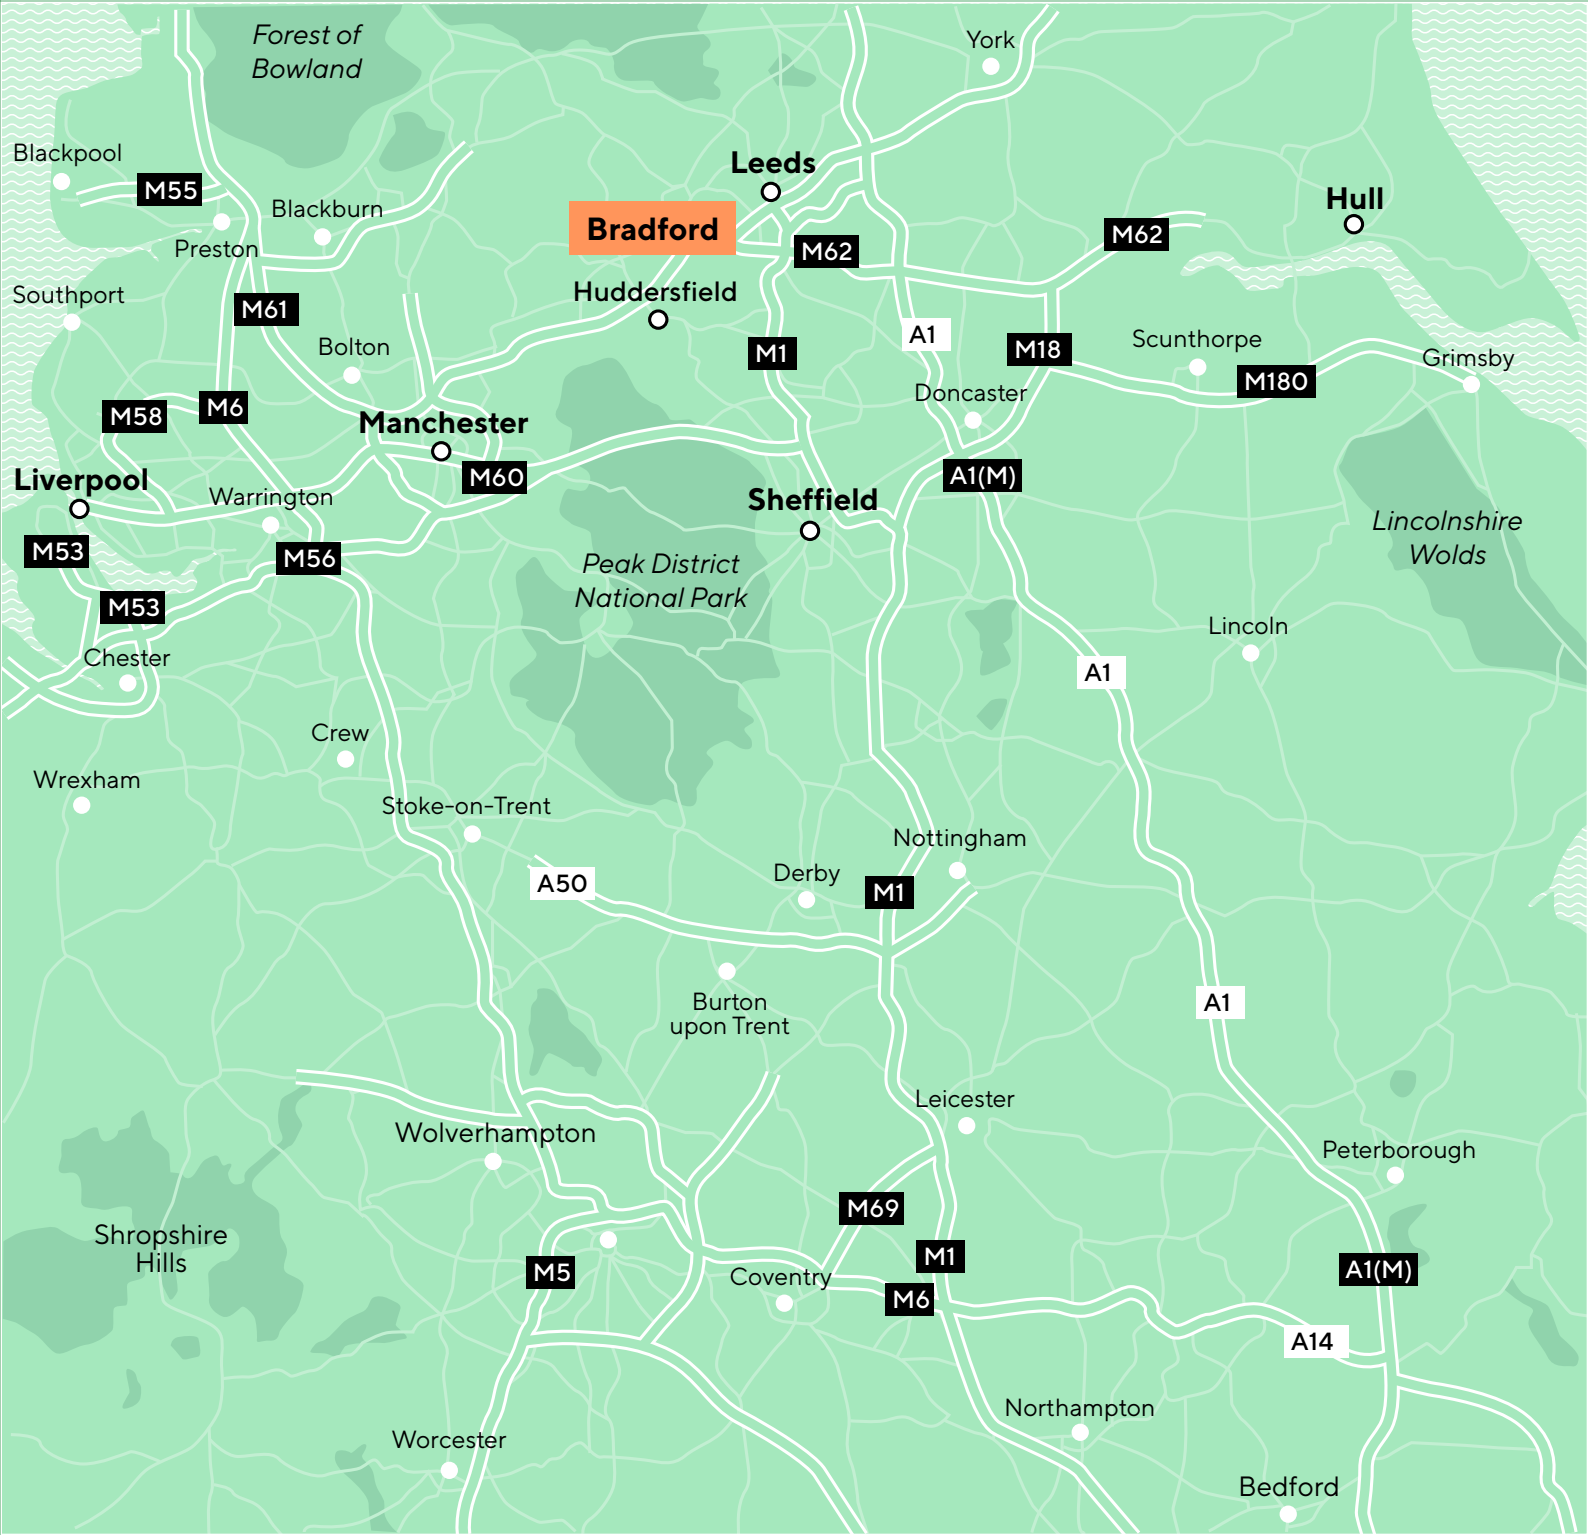 Forest of
Bowland
York
Blackpool
M55
Leeds
Blackburn
Bradford
Hull
Preston
M62
M62
Southport
Huddersfield
M61
A1
Bolton
M1
M18
Scunthorpe
Grimsby
M180
Doncaster
M58
M6
Manchester
Liverpool
M60
A1(M)
Warrington
Sheffield
Lincolnshire
Wolds
M53
M56
Peak District
National Park
M53
Lincoln
Chester
A1
Crew
Wrexham
Stoke-on-Trent
Nottingham
Derby
A50
M1
Burton
upon Trent
A1
Leicester
Wolverhampton
Peterborough
M69
Shropshire
Hills
M1
M5
Coventry
A1(M)
M6
A14
Northampton
Worcester
Bedford